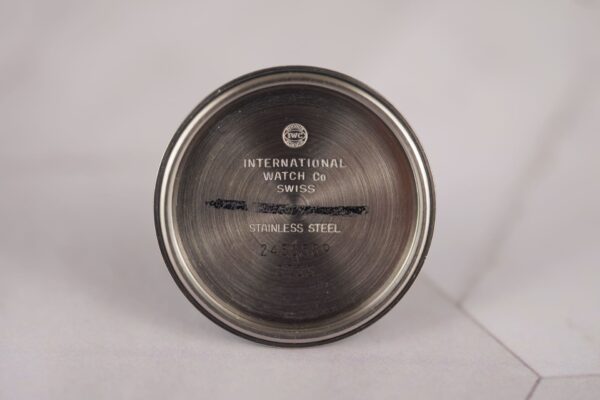 IWC
INTERNATIONAL
WATCH Co
SWISS
STAINLESS STEEL